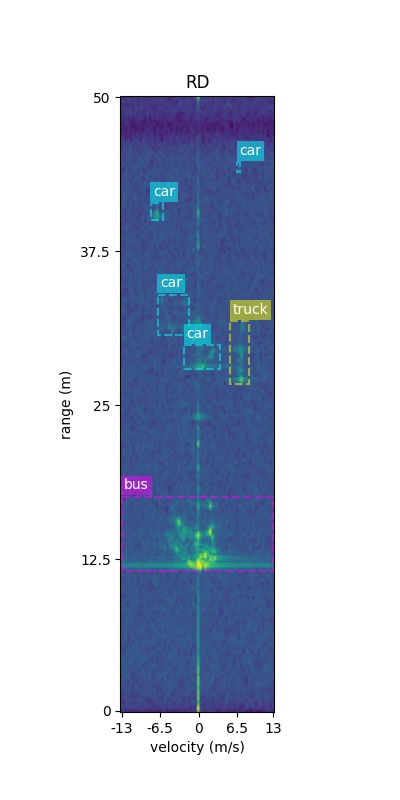 RD
50
car
car
37.5
car
truck
car
range (m)
25
bus
12.5
0
-13 -6.5 0 6.5 13
velocity (m/s)